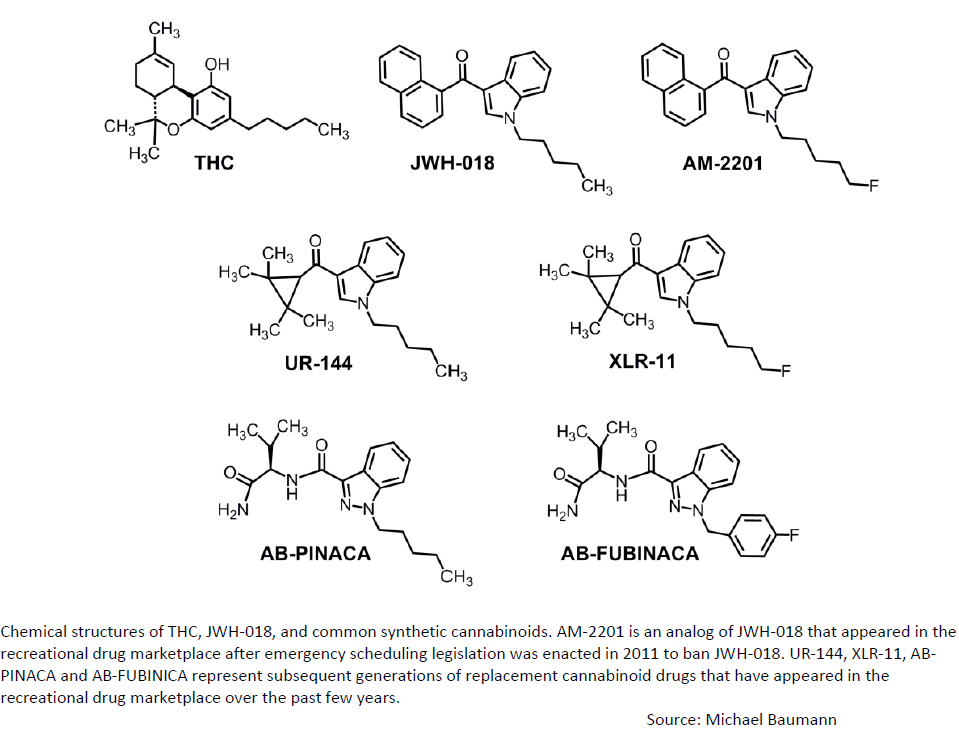 CH3
OH
CH3
H3C
O
CH3
THC
O
N
CH3
JWH-018
O
N
F
AM-2201
O
CH3
H3C
N
H3C
CH3
CH3
UR-144
O
CH3
H3C
N
H3C
CH3
F
XLR-11
H3C
CH3
O
O
N
H
H2N
N
N
CH3
AB-PINACA
H3C
CH3
O
O
N
H
H2N
N
N
F
AB-FUBINACA
Chemical structures of THC, JWH-018, and common synthetic cannabinoids. AM-2201 is an analog of JWH-018 that appeared in the
recreational drug marketplace after emergency scheduling legislation was enacted in 2011 to ban JWH-018. UR-144, XLR-11, AB-
PINACA and AB-FUBINICA represent subsequent generations of replacement cannabinoid drugs that have appeared in the
recreational drug marketplace over the past few years.
Source: Michael Baumann